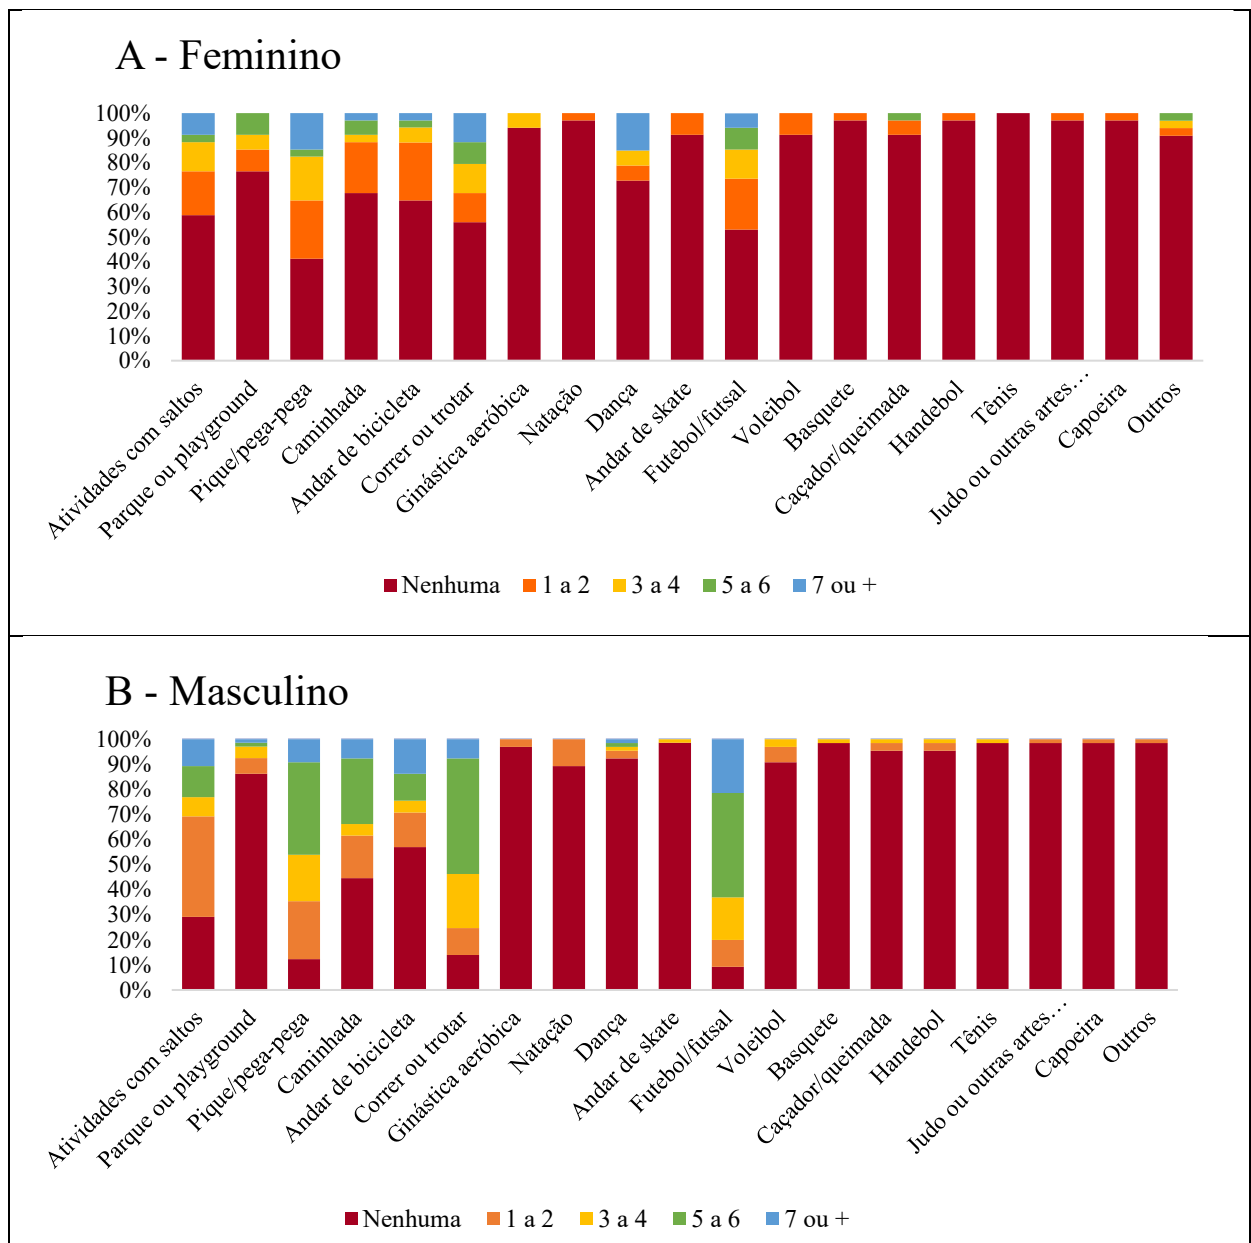 A - Feminino
100%
90%
80%
70%
60%
50%
40%
30%
20%
10%
0%
Atividades com saltos
Parque ou playground
Pique/pega-pega
Caminhada
Andar de bicicleta
Correr ou trotar
Ginástica aeróbica
Natação
Dança
Andar de skate
Futebol/futsal
Voleibol
Basquete
Caçador/queimada
Handebol
Tênis
Judo ou outras artes…
Capoeira
Outros
Nenhuma 1 a 2 3 a 4 5 a 6 7 ou +
B - Masculino
100%
90%
80%
70%
60%
50%
40%
30%
20%
10%
0%
Atividades com saltos
Parque ou playground
Pique/pega-pega
Caminhada
Andar de bicicleta
Correr ou trotar
Ginástica aeróbica
Natação
Dança
Andar de skate
Futebol/futsal
Voleibol
Basquete
Caçador/queimada
Handebol
Tênis
Judo ou outras artes…
Capoeira
Outros
Nenhuma 1 a 2 3 a 4 5 a 6 7 ou +